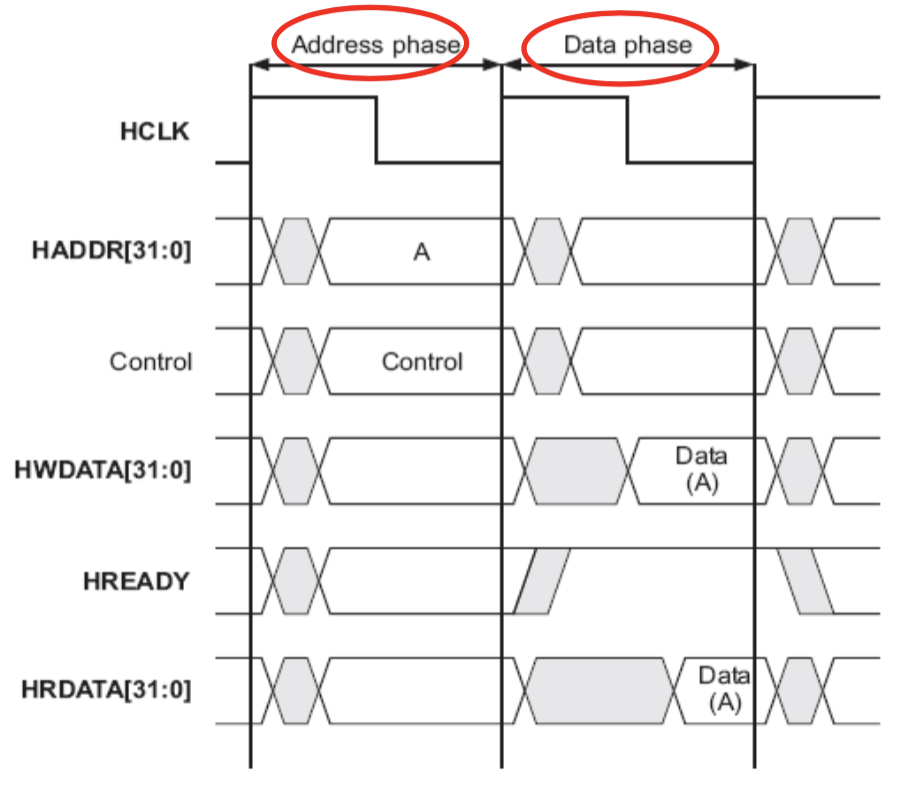 Address phase
Data phase
HCLK
HADDR[31:0]
A
Control
Control
HWDATA[31:0]
Data
(A)
HREADY
HRDATA[31:0]
Data
(A)